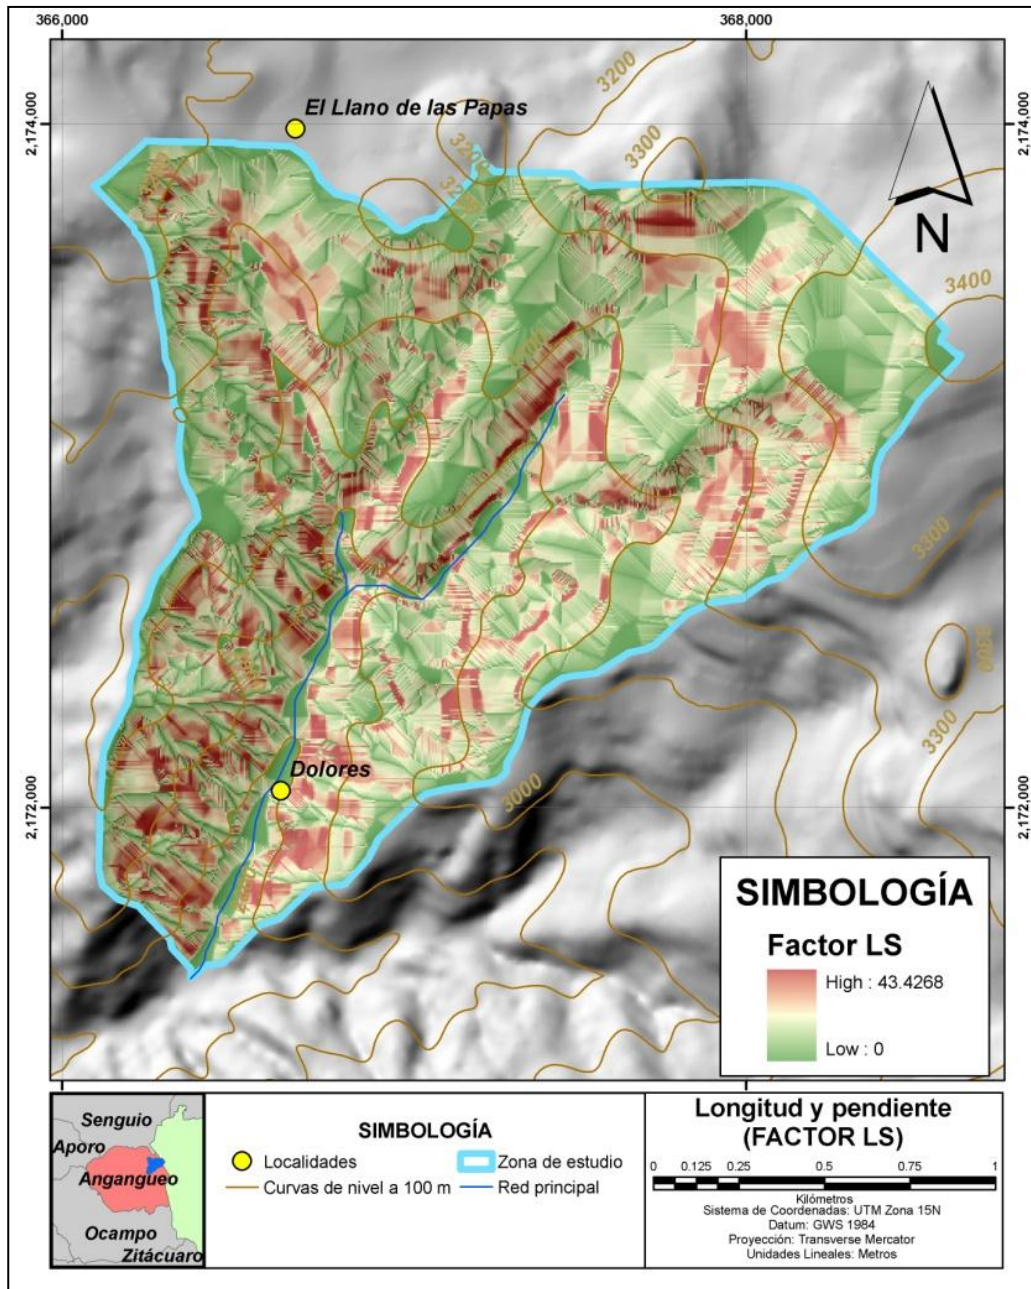 366,000
368,000
3200
El Llano de las Papas
2,174,000
2,174,000
3300
N
3400
3300
3300
Dolores
2,172,000
2,172,000
3000
SIMBOLOGÍA
Factor LS
High : 43.4268
Low : 0
Senguio
Aporo
Angangueo
Ocampo
Zitácuaro
SIMBOLOGÍA
Localidades
Zona de estudio
Curvas de nivel a 100 m
Red principal
Longitud y pendiente
(FACTOR LS)
0 0.125 0.25 0.5 0.75 1
Kilómetros
Sistema de Coordenadas: UTM Zona 15N
Datum: GWS 1984
Proyección: Transverse Mercator
Unidades Lineales: Metros